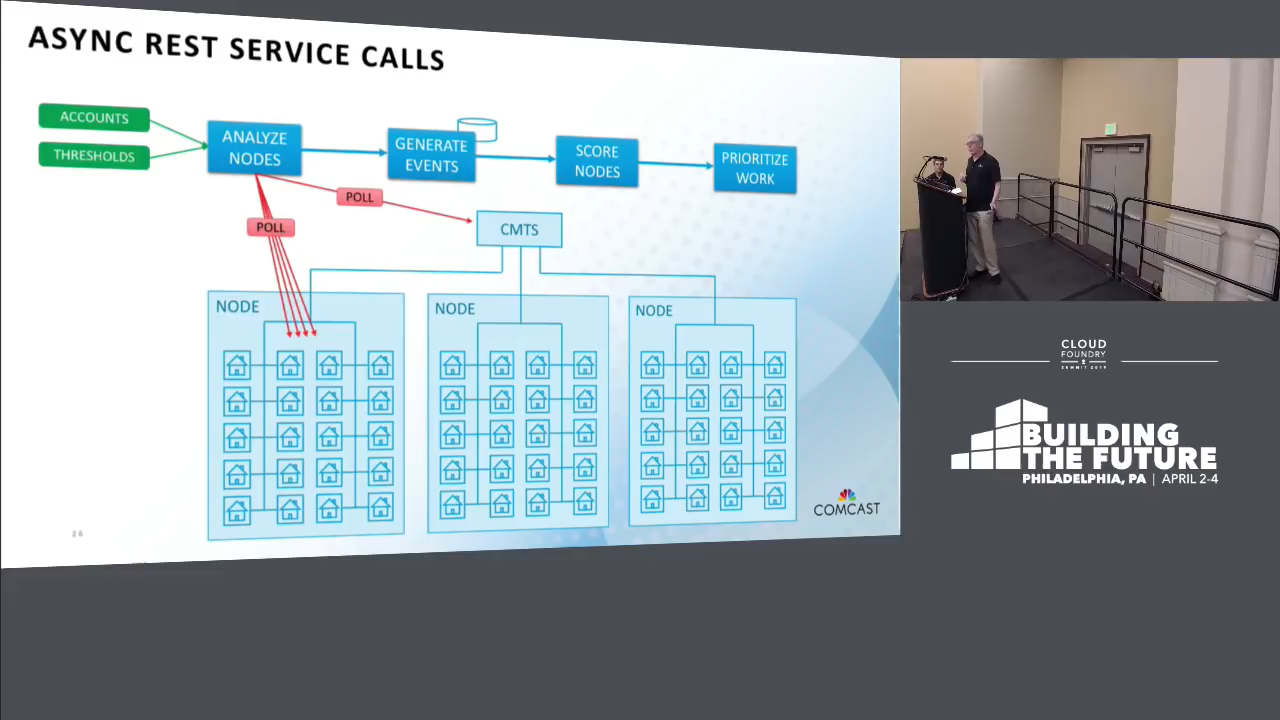 ASYNC REST SERVICE CALLS
ACCOUNTS
THRESHOLDS
ANALYZE
NODES
GENERATE
EVENTS
SCORE
NODES
PRIORITIZE
WORK
POLL
POLL
CMTS
NODE
NODE
NODE
COMCAST
26
CLOUD
FOUNDRY
SUMMIT 2019
BUILDING
THE FUTURE
PHILADELPHIA, PA | APRIL 2-4